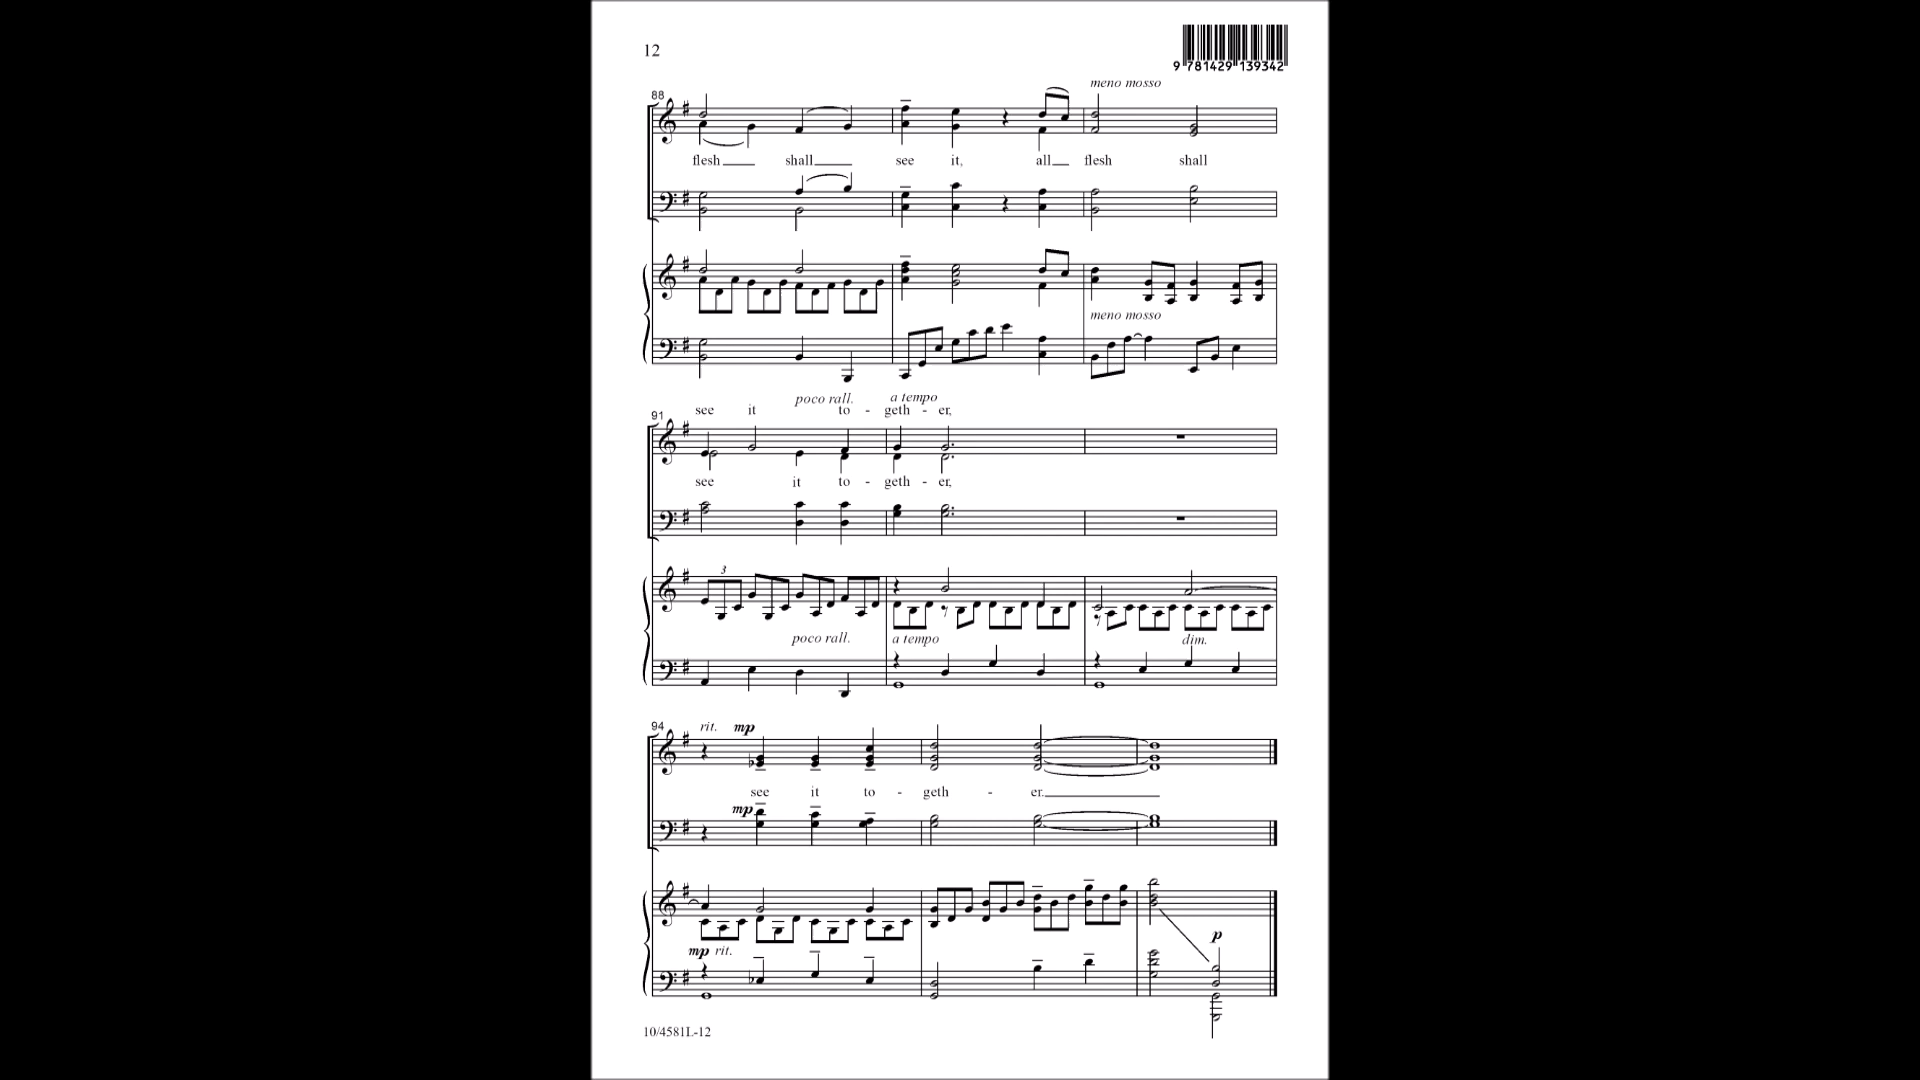 12
9 781429 139342
meno mosso
88
flesh shall see it, all flesh shall
meno mosso
poco rall. a tempo
see it to - geth - er,
91
see it to - geth - er,
3
poco rall. a tempo
dim.
94 rit. mp
see it to - geth - er.
mp
p
mp rit.
10/4581L-12